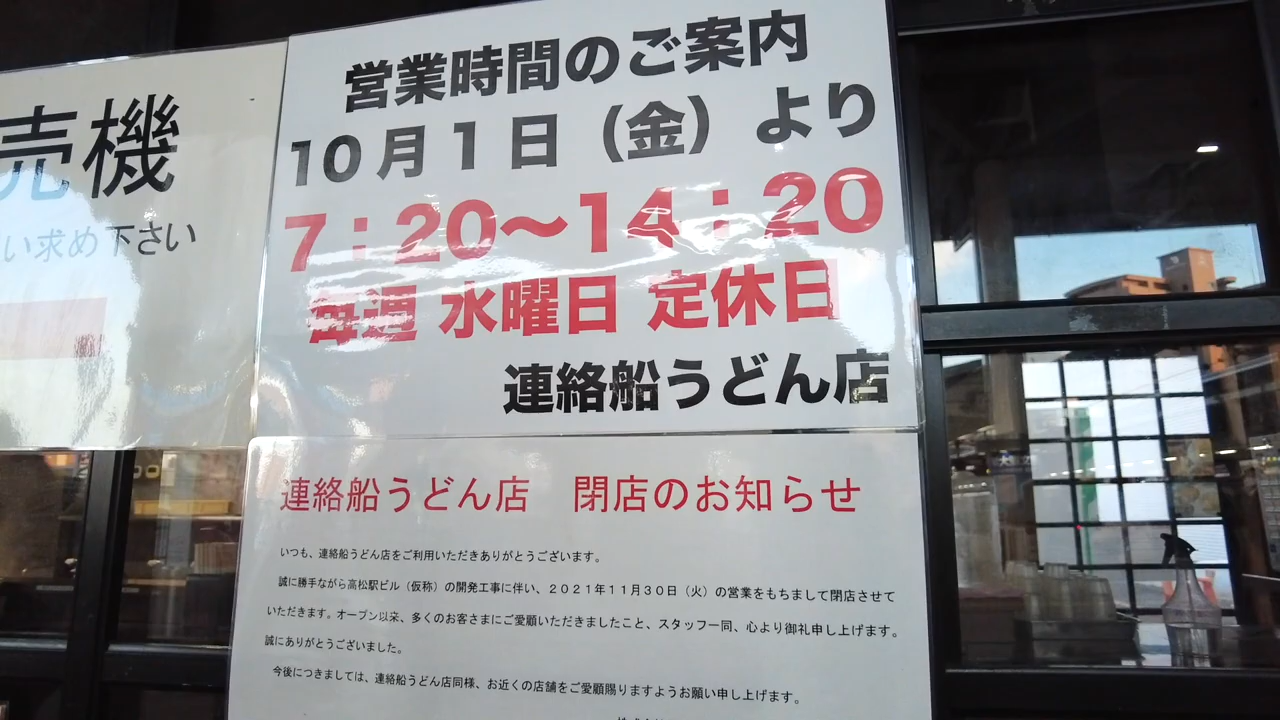 売機
い求め下さい
営業時間のご案内
10月1日（金）より
7：20～14：20
毎週 水曜日 定休日
連絡船うどん店
連絡船うどん店　閉店のお知らせ
いつも、連絡船うどん店をご利用いただきありがとうございます。
誠に勝手ながら高松駅ビル（仮称）の開発工事に伴い、２０２１年１１月３０日（火）の営業をもちまして閉店させて
いただきます。オープン以来、多くのお客さまにご愛顧いただきましたこと、スタッフ一同、心より御礼申し上げます。
誠にありがとうございました。
今後につきましては、連絡船うどん店同様、お近くの店舗をご愛顧賜りますようお願い申し上げます。